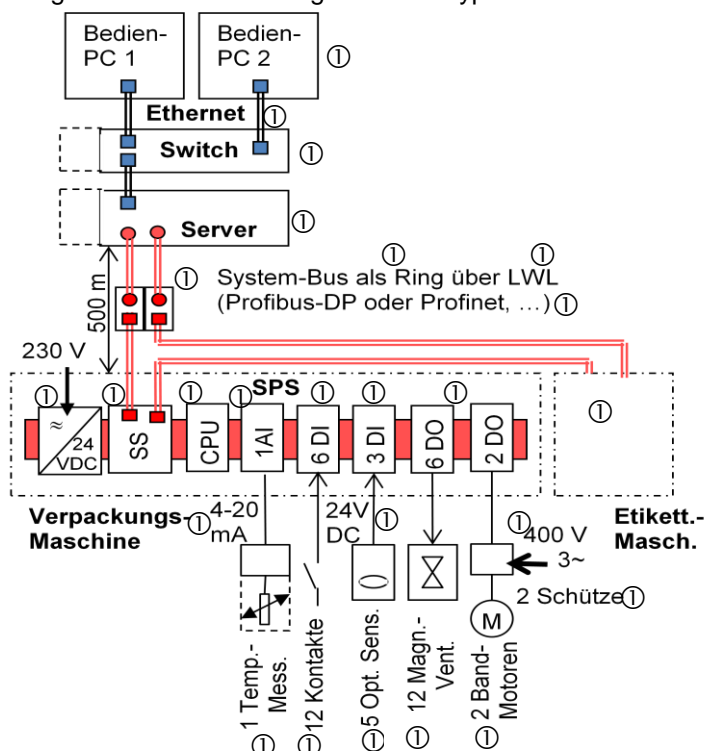 Bedien-
PC 1
Bedien-
PC 2
①
Ethernet
①
Switch
①
Server
①
①
①
①
System-Bus als Ring über LWL
(Profibus-DP oder Profinet, …)
①
500 m
230 V
SPS
①
①
①
①
①
①
①
①
≈
24
VDC
SS
CPU
1AI
6 DI
3 DI
6 DO
2 DO
Verpackungs-
Maschine
①
4-20
mA
24V
DC
①
①
400 V
3~
Etikett.-
Masch.
2 Schütze
①
M
1 Temp.-
Mess.
①
12 Kontakte
①
5 Opt. Sens.
①
12 Magn.-
Vent.
①
2 Band-
Motoren
①